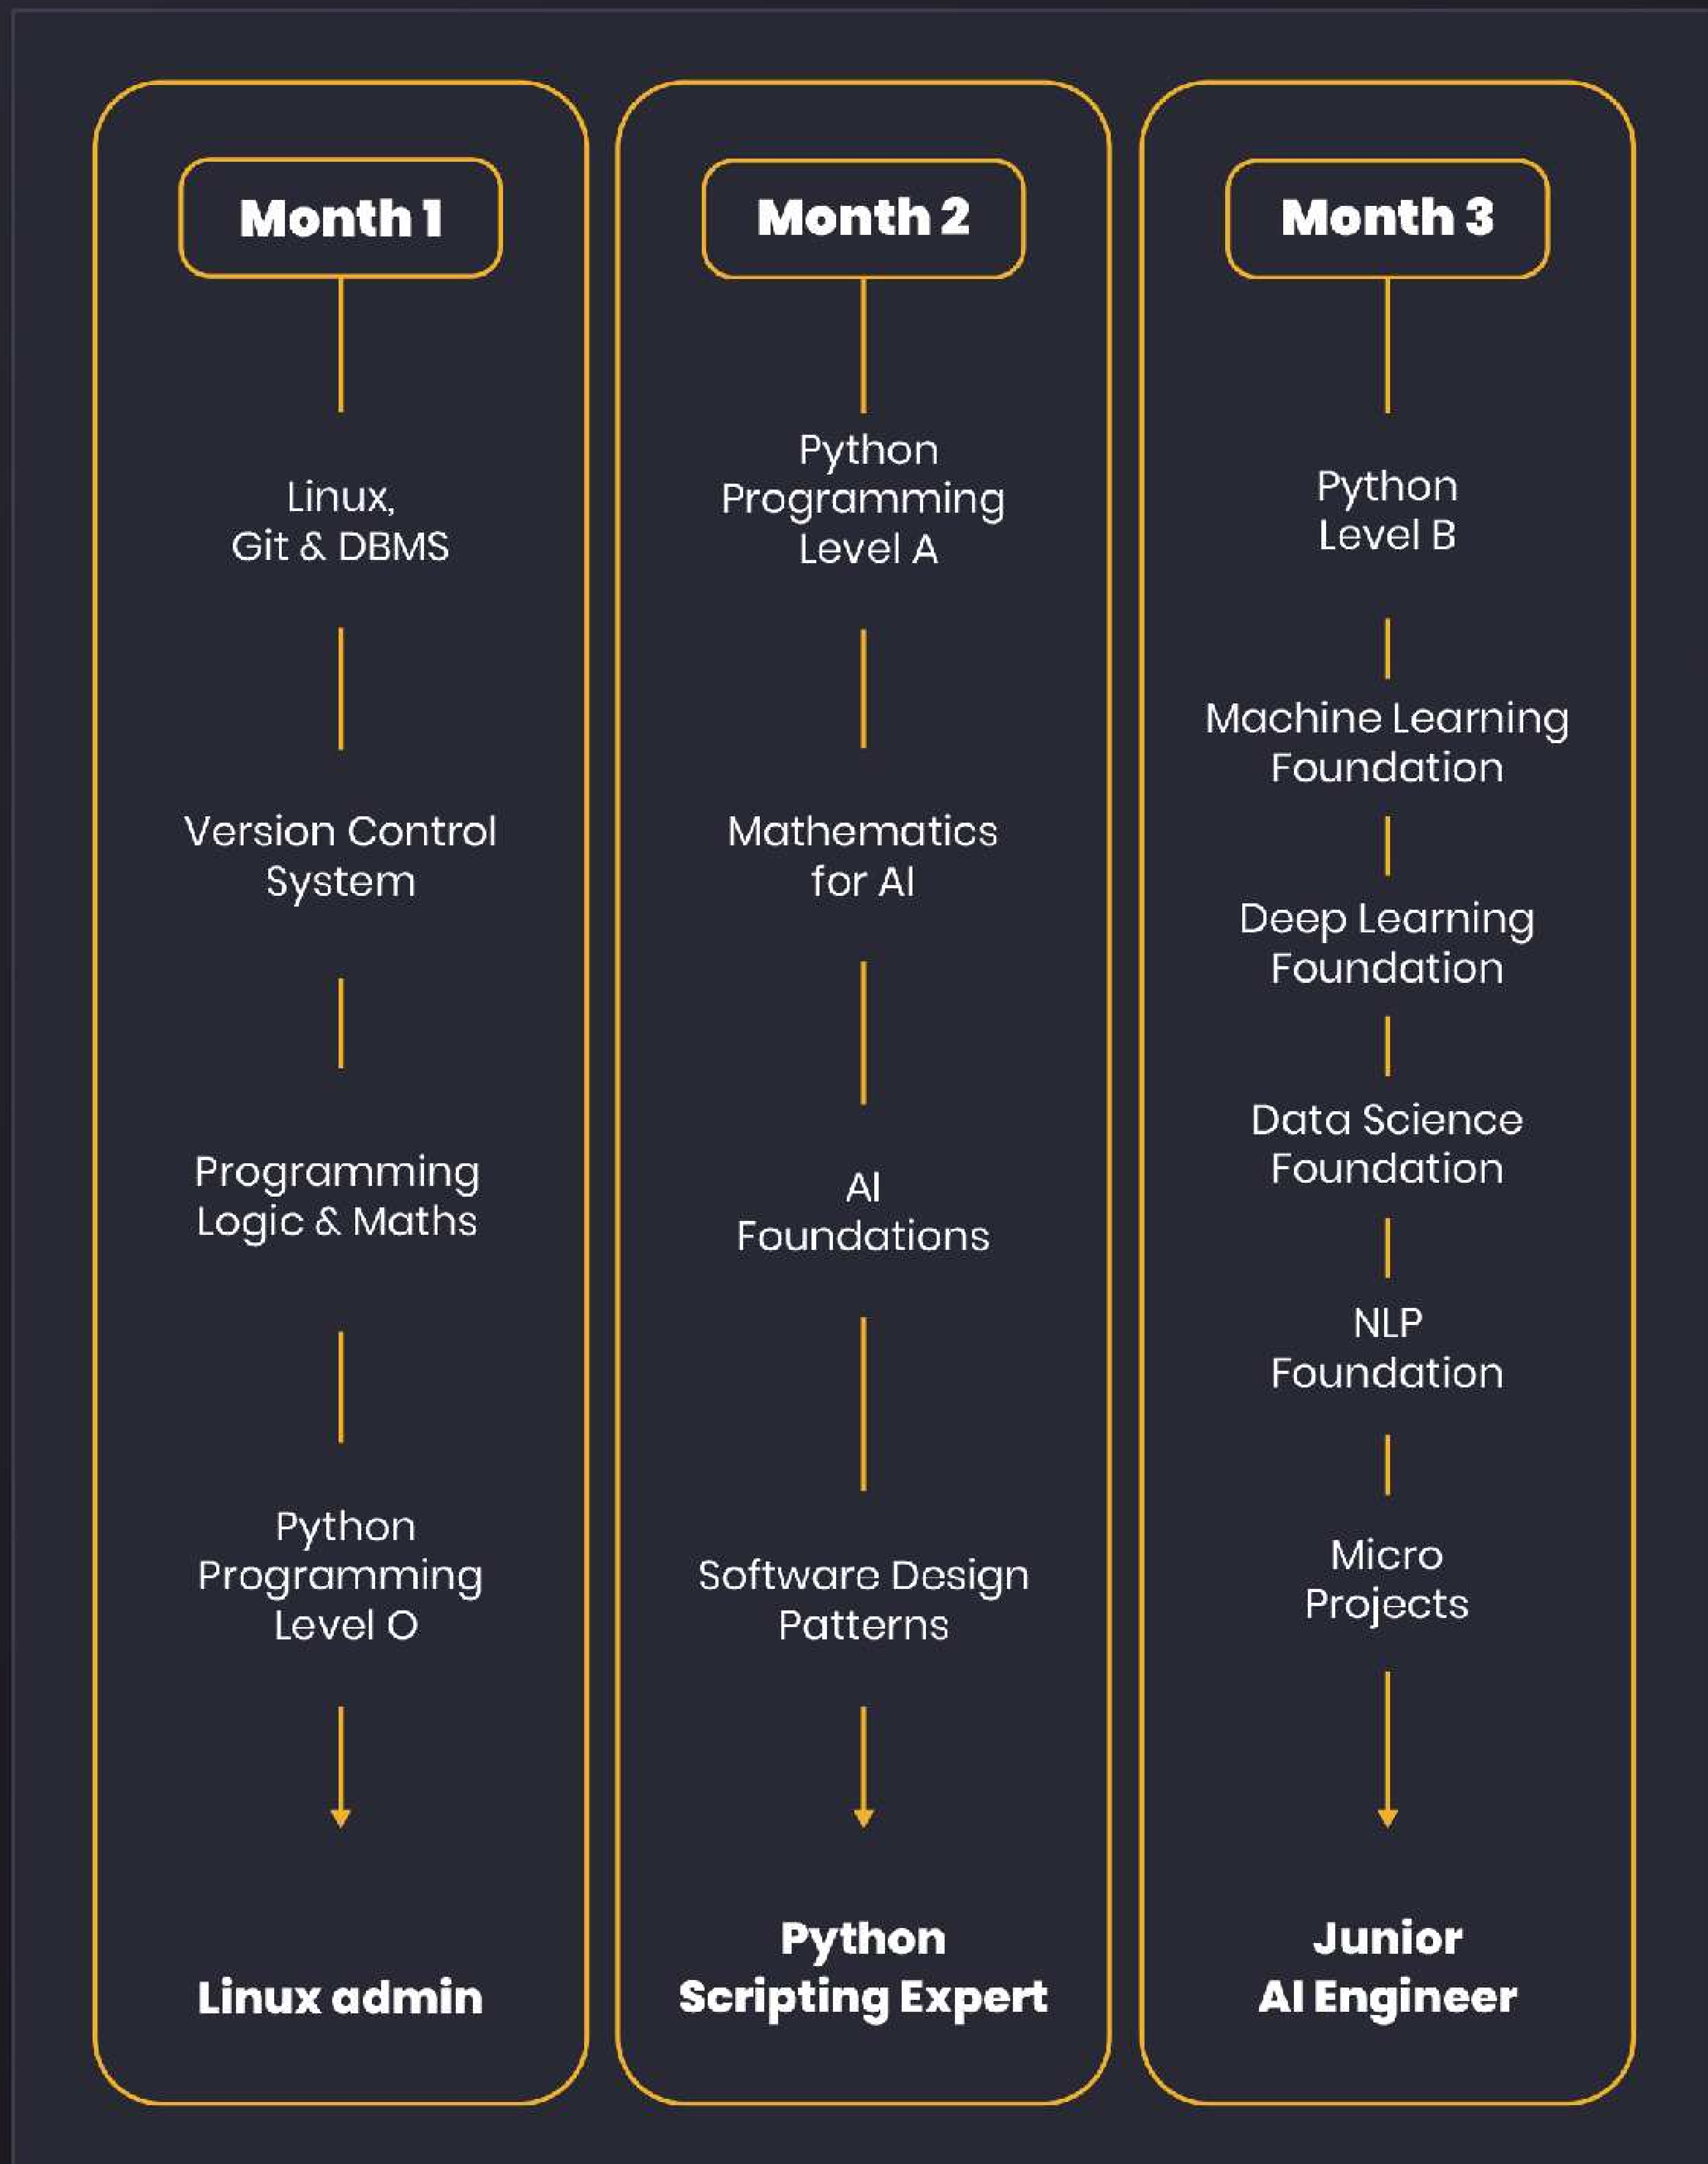 Month 1
Linux,
Git & DBMS
Version Control
System
Programming
Logic & Maths
Python
Programming
Level O
Linux admin
Month 2
Python
Programming
Level A
Mathematics
for AI
AI
Foundations
Software Design
Patterns
Python
Scripting Expert
Month 3
Python
Level B
Machine Learning
Foundation
Deep Learning
Foundation
Data Science
Foundation
NLP
Foundation
Micro
Projects
Junior
AI Engineer